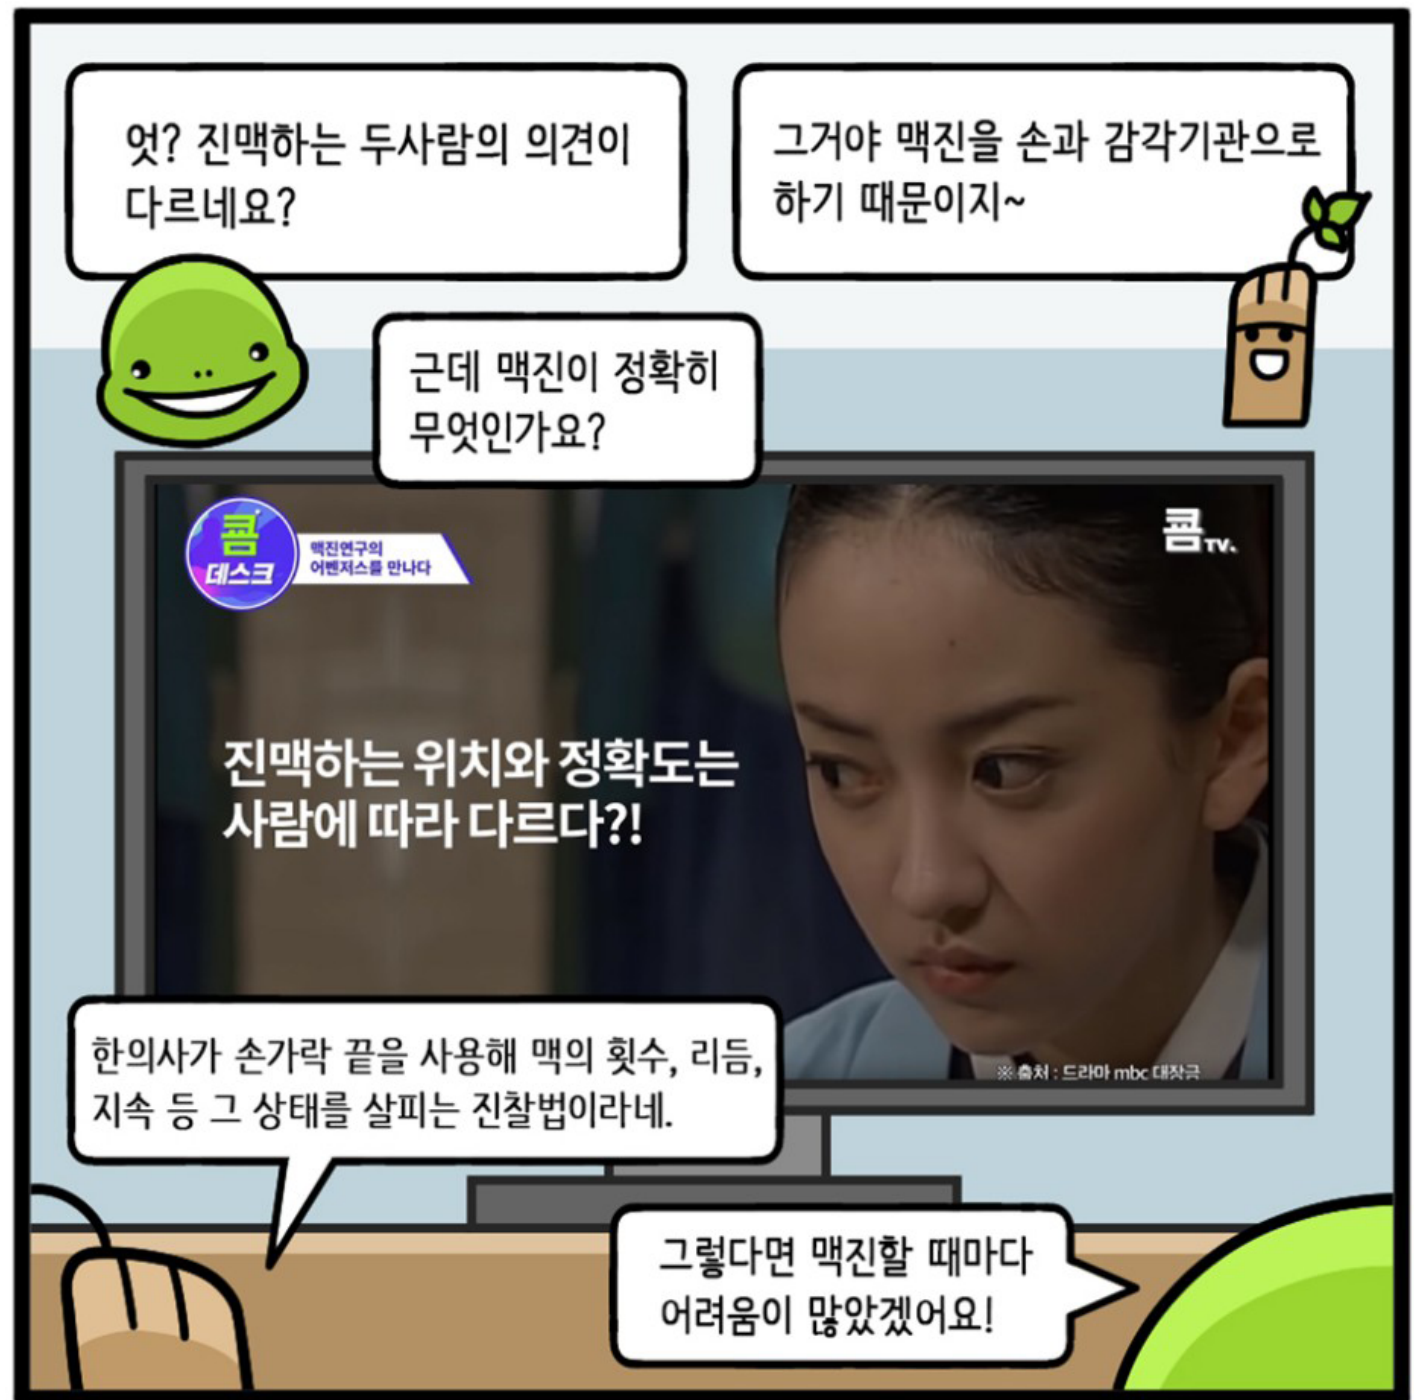 엇? 진맥하는 두사람의 의견이
다르네요?
그거야 맥진을 손과 감각기관으로
하기 때문이지~
근데 맥진이 정확히
무엇인가요?
쿔
데스크
맥진연구의
어벤저스를 만나다
쿔TV.
진맥하는 위치와 정확도는
사람에 따라 다르다?!
※ 출처 : 드라마 mbc 대장금
한의사가 손가락 끝을 사용해 맥의 횟수, 리듬,
지속 등 그 상태를 살피는 진찰법이라네.
그렇다면 맥진할 때마다
어려움이 많았겠어요!